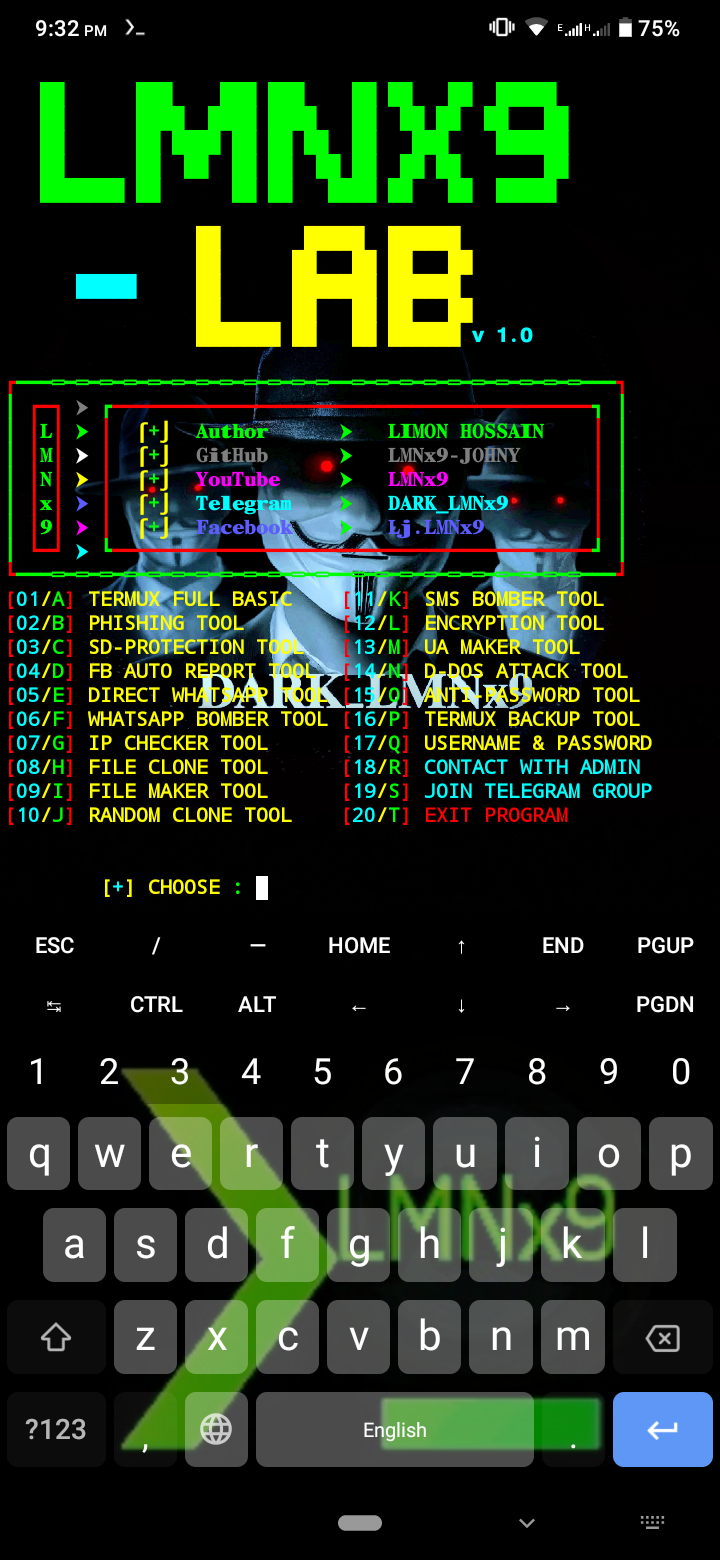 9:32 PM
E H 75%
LMNX9
- LAB
v 1.0
L [+] Author LIMON HOSSAIN
M [+] GitHub LMNx9-JOHNY
N [+] YouTube LMNx9
x [+] Telegram DARK_LMNx9
9 [+] Facebook Lj.LMNx9
[01/A] TERMUX FULL BASIC [11/K] SMS BOMBER TOOL
[02/B] PHISHING TOOL [12/L] ENCRYPTION TOOL
[03/C] SD-PROTECTION TOOL [13/M] UA MAKER TOOL
[04/D] FB AUTO REPORT TOOL [14/N] D-DOS ATTACK TOOL
[05/E] DIRECT WHATSAPP TOOL [15/O] ANTI-PASSWORD TOOL
DARK_LMNx9
[06/F] WHATSAPP BOMBER TOOL [16/P] TERMUX BACKUP TOOL
[07/G] IP CHECKER TOOL [17/Q] USERNAME & PASSWORD
[08/H] FILE CLONE TOOL [18/R] CONTACT WITH ADMIN
[09/I] FILE MAKER TOOL [19/S] JOIN TELEGRAM GROUP
[10/J] RANDOM CLONE TOOL [20/T] EXIT PROGRAM
[+] CHOOSE :
ESC / — HOME ↑ END PGUP
↹ CTRL ALT ← ↓ → PGDN
1 2 3 4 5 6 7 8 9 0
q w e r t y u i o p
LMNx9
a s d f g h j k l
z x c v b n m
?123 , English .